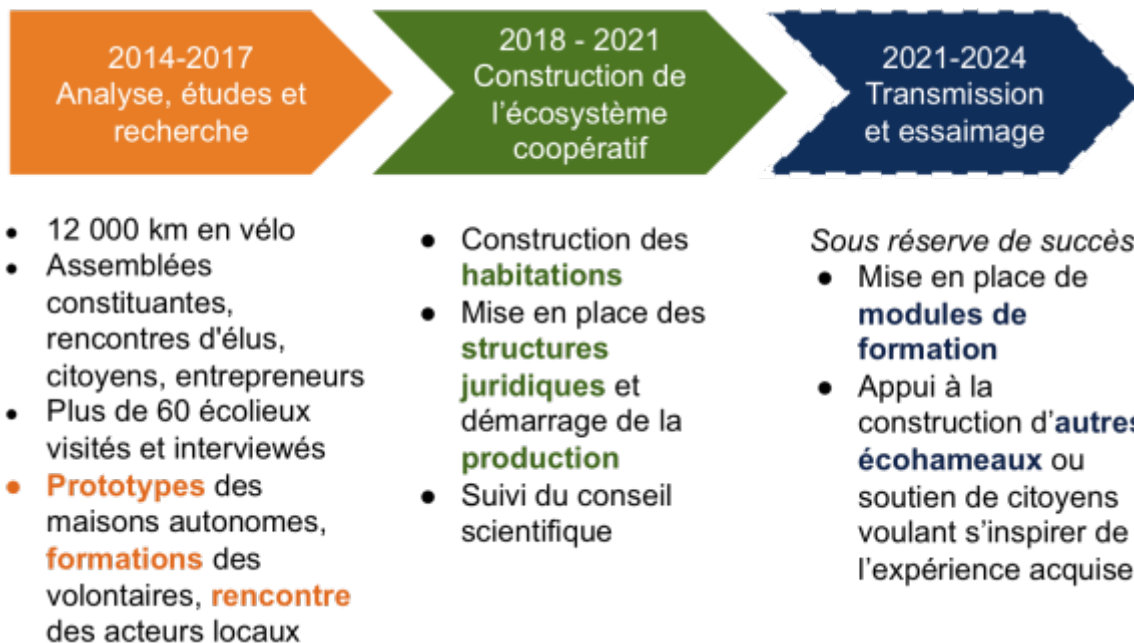 2014-2017
Analyse, études et
recherche
2018 - 2021
Construction de
l'écosystème
coopératif
2021-2024
Transmission
et essaimage
● 12 000 km en vélo
● Assemblées
constituantes,
rencontres d'élus,
citoyens, entrepreneurs
● Plus de 60 écolieux
visités et interviewés
● Prototypes des
maisons autonomes,
formations des
volontaires, rencontre
des acteurs locaux
● Construction des
habitations
● Mise en place des
structures
juridiques et
démarrage de la
production
● Suivi du conseil
scientifique
Sous réserve de succès
● Mise en place de
modules de
formation
● Appui à la
construction d'autres
écohameaux ou
soutien de citoyens
voulant s'inspirer de
l'expérience acquise